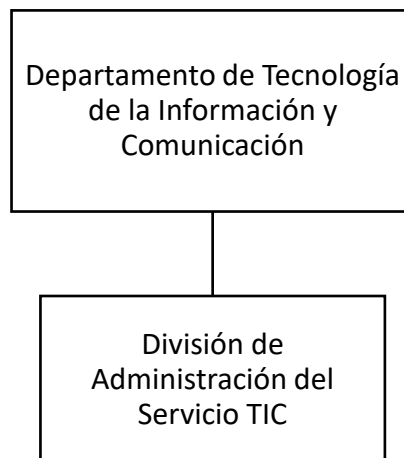 Departamento de Tecnología
de la Información y
Comunicación
División de
Administración del
Servicio TIC